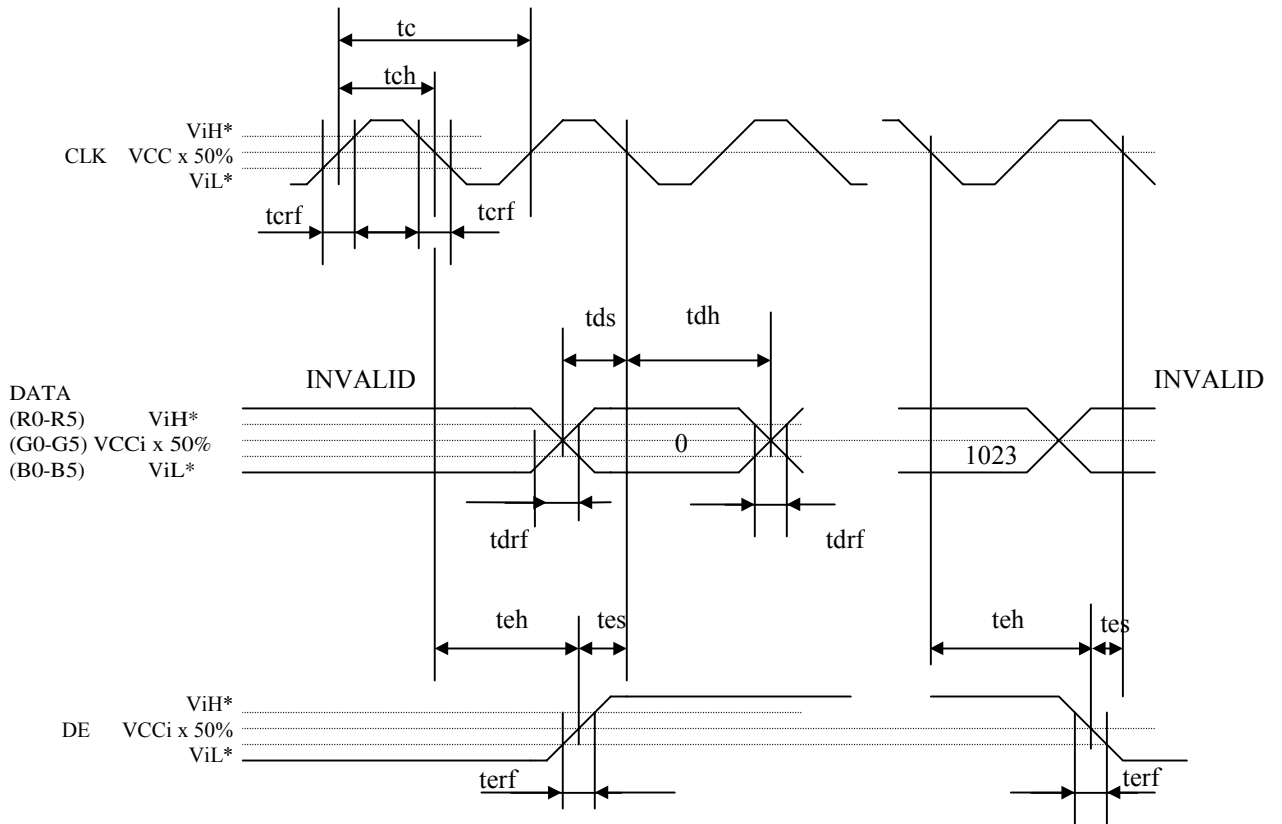 tc
tch
ViH*
CLK VCC x 50%
ViL*
tcrf tcrf
tds tdh
INVALID INVALID
DATA
(R0-R5) ViH*
(G0-G5) VCCi x 50% 0
(B0-B5) ViL* 1023
tdrf tdrf
teh tes teh tes
ViH*
DE VCCi x 50%
ViL*
terf terf